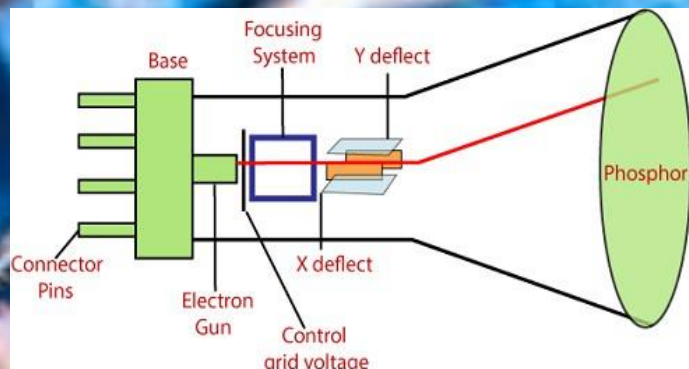 Focusing
System
Y deflect
Base
Phosphor
X deflect
Connector
Pins
Electron
Gun
Control
grid voltage